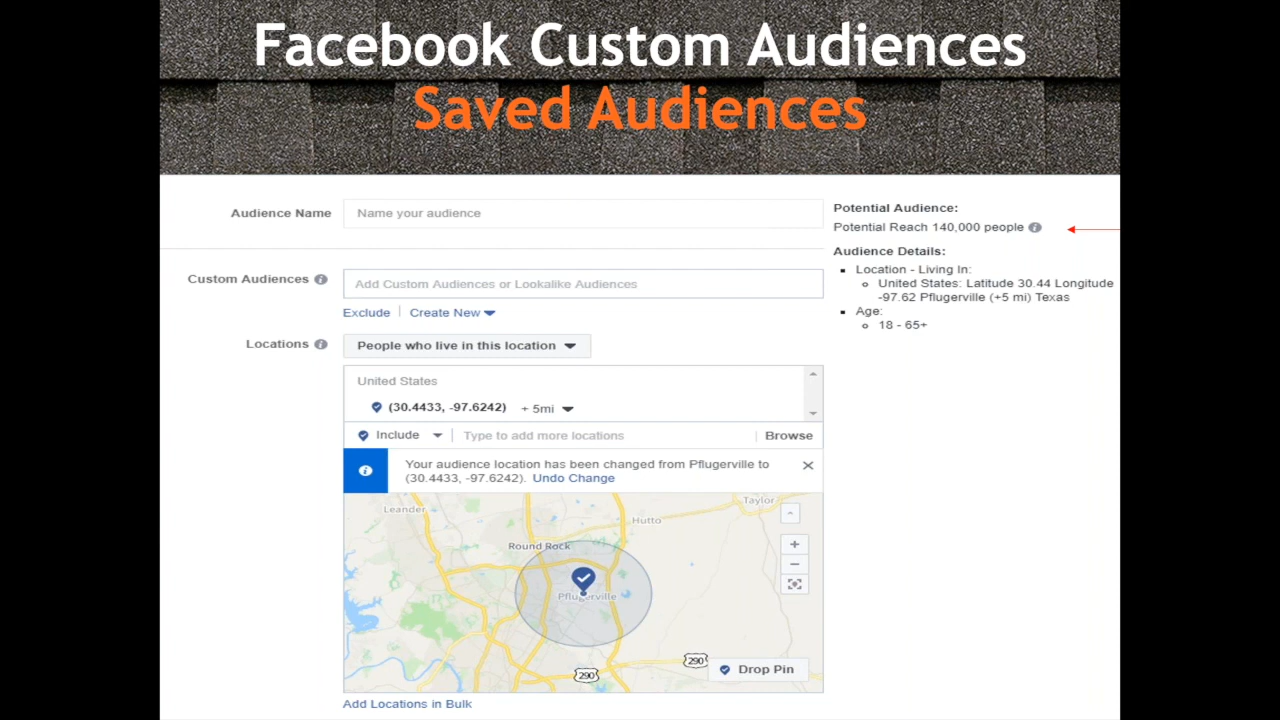 Facebook Custom Audiences
Saved Audiences
Audience Name
Name your audience
Custom Audiences
Add Custom Audiences or Lookalike Audiences
Exclude
Create New
Locations
People who live in this location
United States
(30.4433, -97.6242) + 5mi
Include
Type to add more locations
Browse
Your audience location has been changed from Pflugerville to
(30.4433, -97.6242). Undo Change
Leander
Taylor
Hutto
Round Rock
Pflugerville
290
290
Drop Pin
Add Locations in Bulk
Potential Audience:
Potential Reach 140,000 people
Audience Details:
Location - Living In:
United States: Latitude 30.44 Longitude
-97.62 Pflugerville (+5 mi) Texas
Age:
18 - 65+